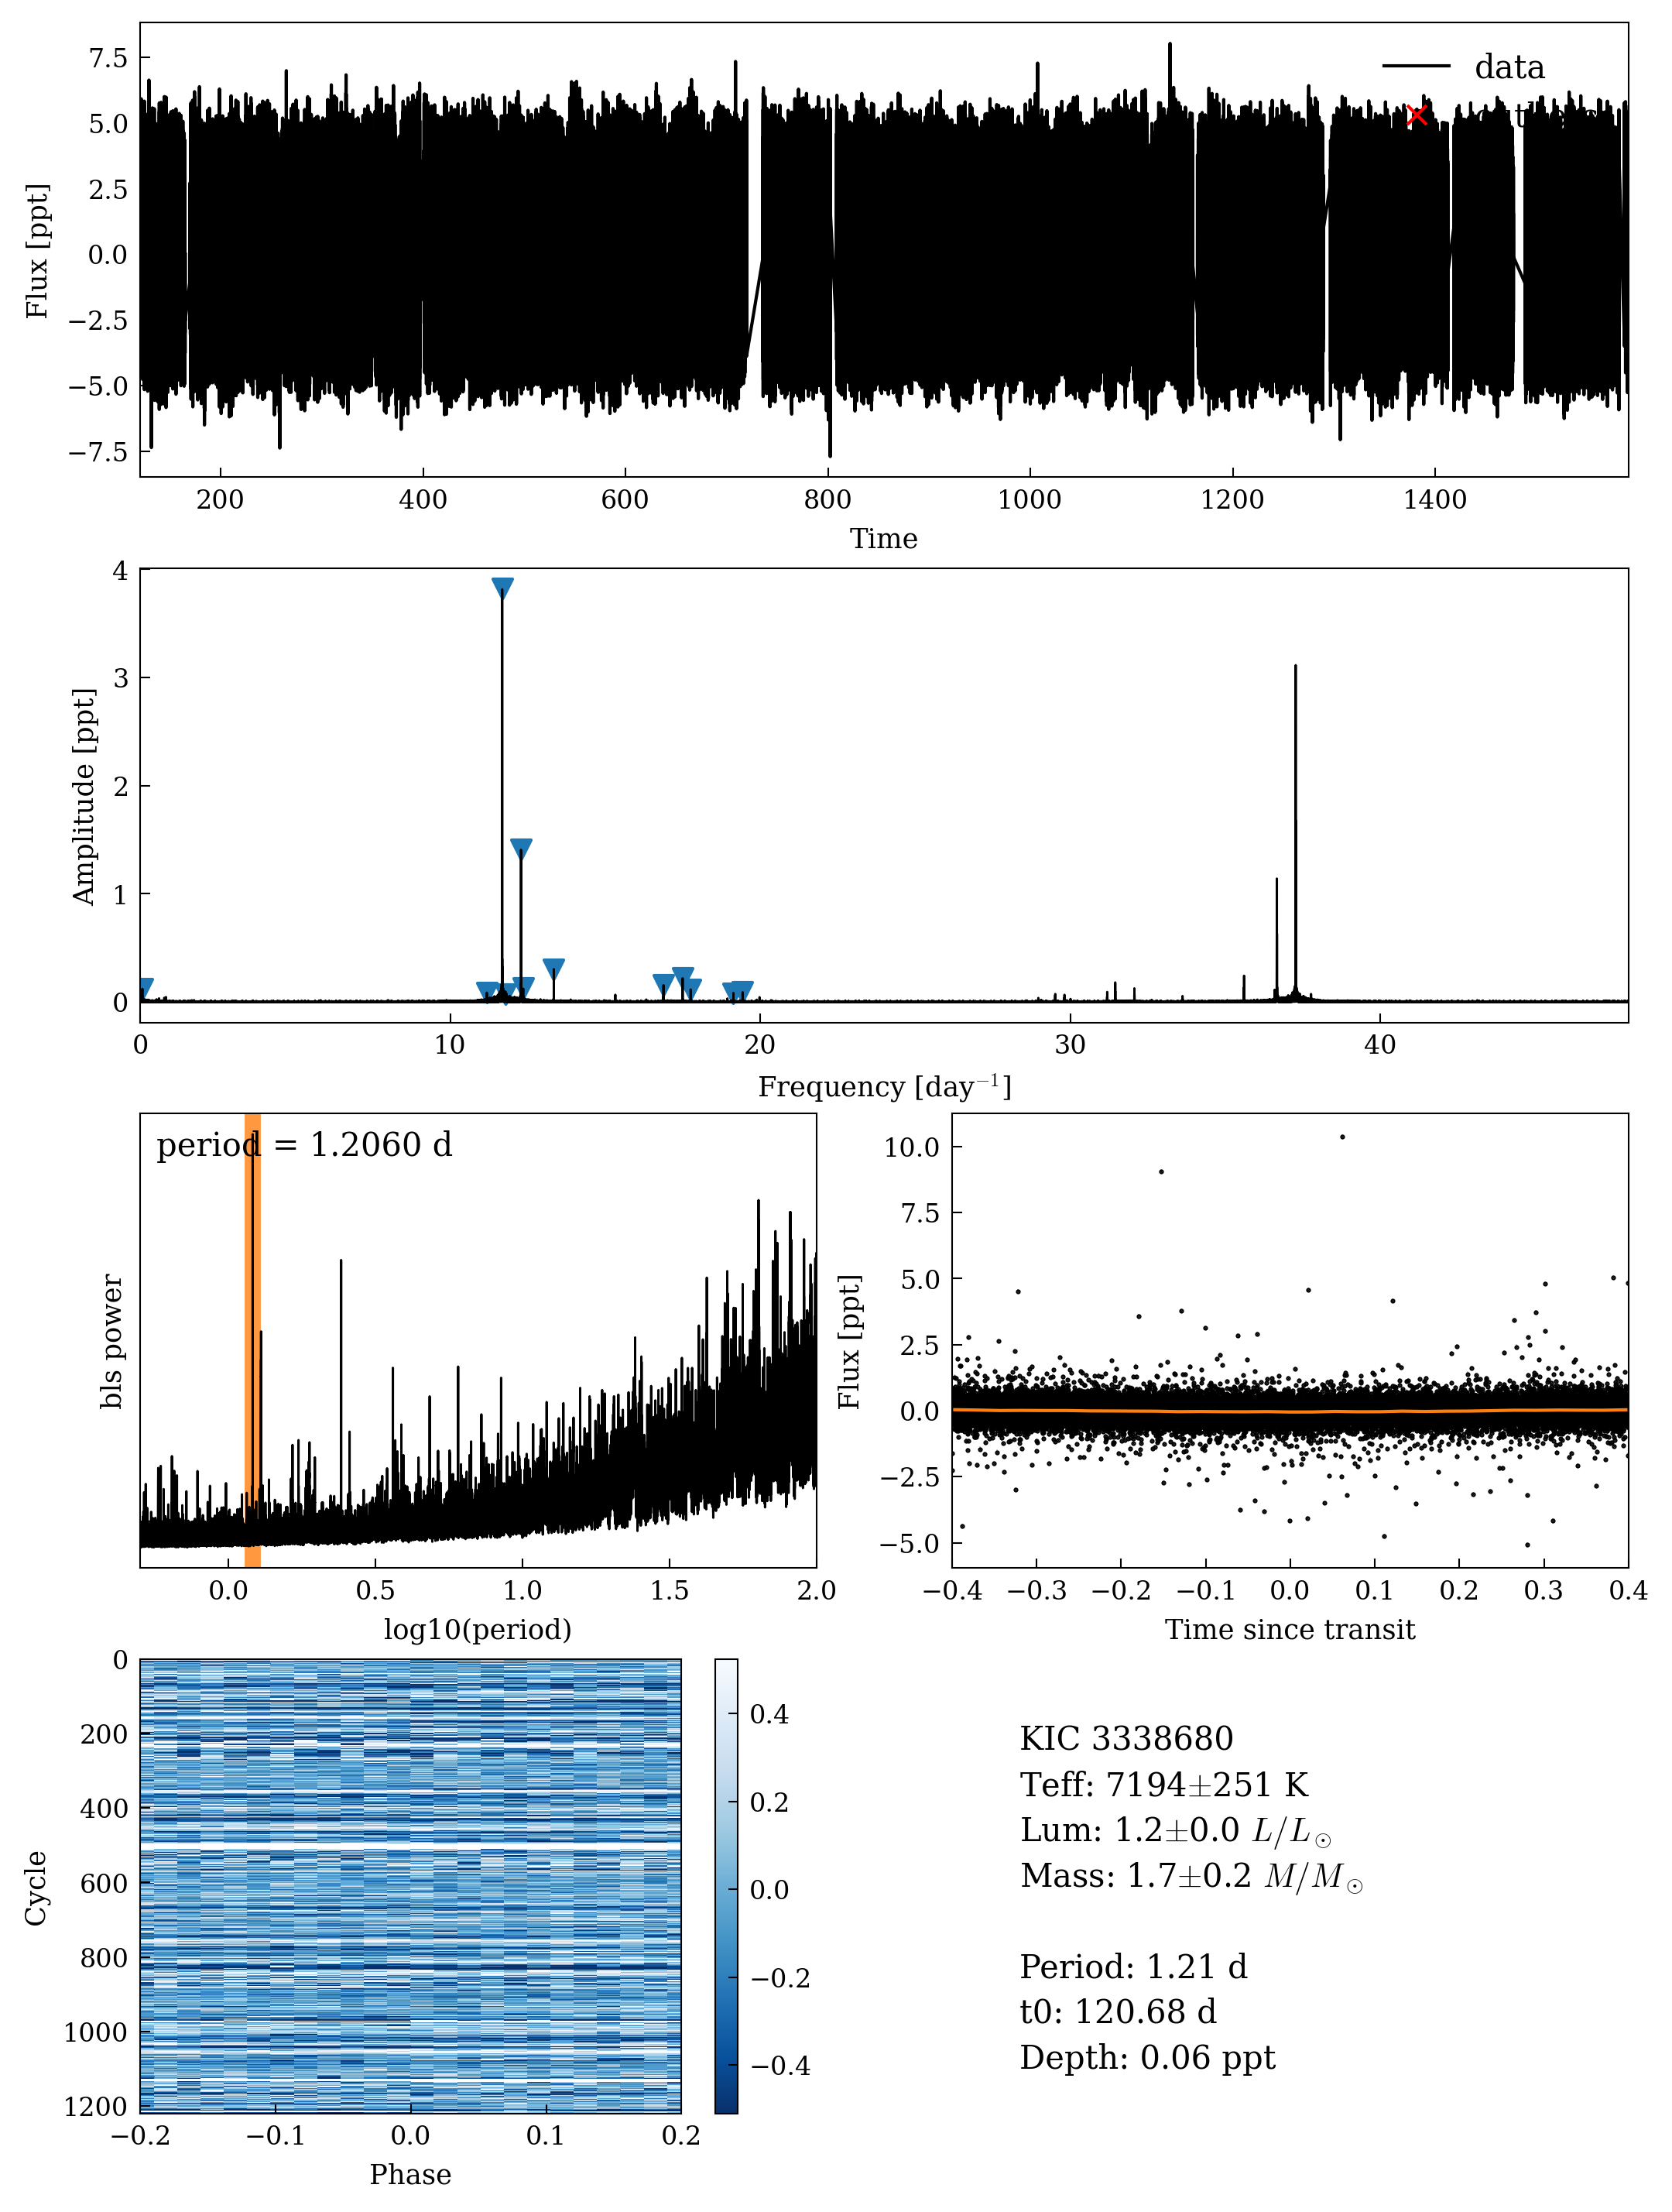 7.5
5.0
2.5
0.0
−2.5
−5.0
−7.5
Flux [ppt]
data
200 400 600 800 1000 1200 1400
Time
4
3
2
1
0
Amplitude [ppt]
0 10 20 30 40
Frequency [day⁻¹]
period = 1.2060 d
bls power
0.0 0.5 1.0 1.5 2.0
log10(period)
10.0
7.5
5.0
2.5
0.0
−2.5
−5.0
Flux [ppt]
−0.4 −0.3 −0.2 −0.1 0.0 0.1 0.2 0.3 0.4
Time since transit
0
200
400
600
800
1000
1200
Cycle
−0.2 −0.1 0.0 0.1 0.2
Phase
0.4
0.2
0.0
−0.2
−0.4
KIC 3338680
Teff: 7194±251 K
Lum: 1.2±0.0 L/L⊙
Mass: 1.7±0.2 M/M⊙
Period: 1.21 d
t0: 120.68 d
Depth: 0.06 ppt